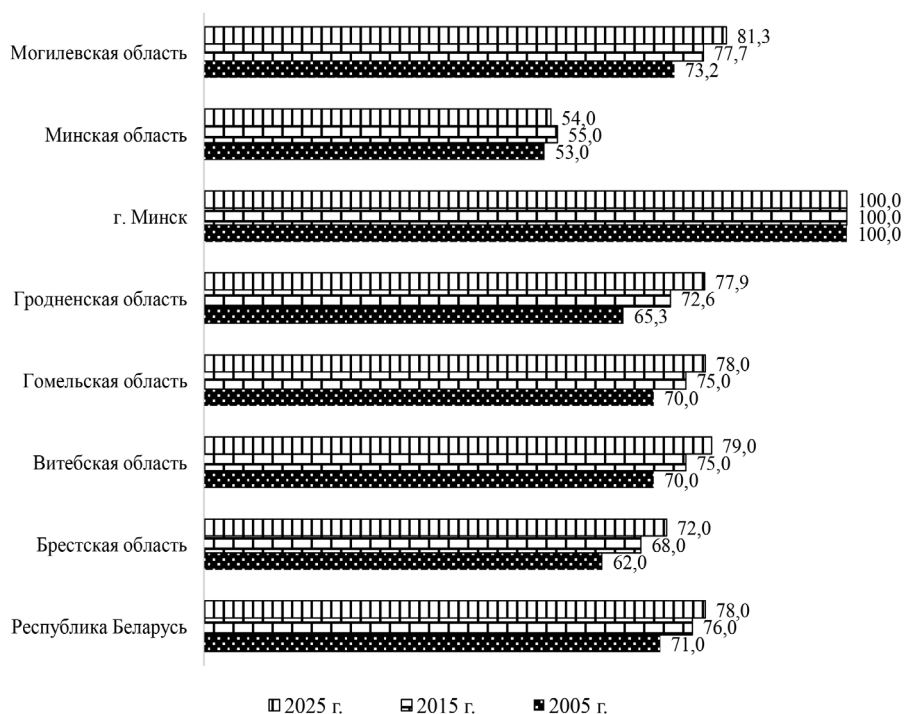 81,3
Могилевская область
77,7
73,2
54,0
Минская область
55,0
53,0
100,0
г. Минск
100,0
100,0
77,9
Гродненская область
72,6
65,3
78,0
Гомельская область
75,0
70,0
79,0
Витебская область
75,0
70,0
72,0
Брестская область
68,0
62,0
78,0
Республика Беларусь
76,0
71,0
2025 г. 2015 г. 2005 г.